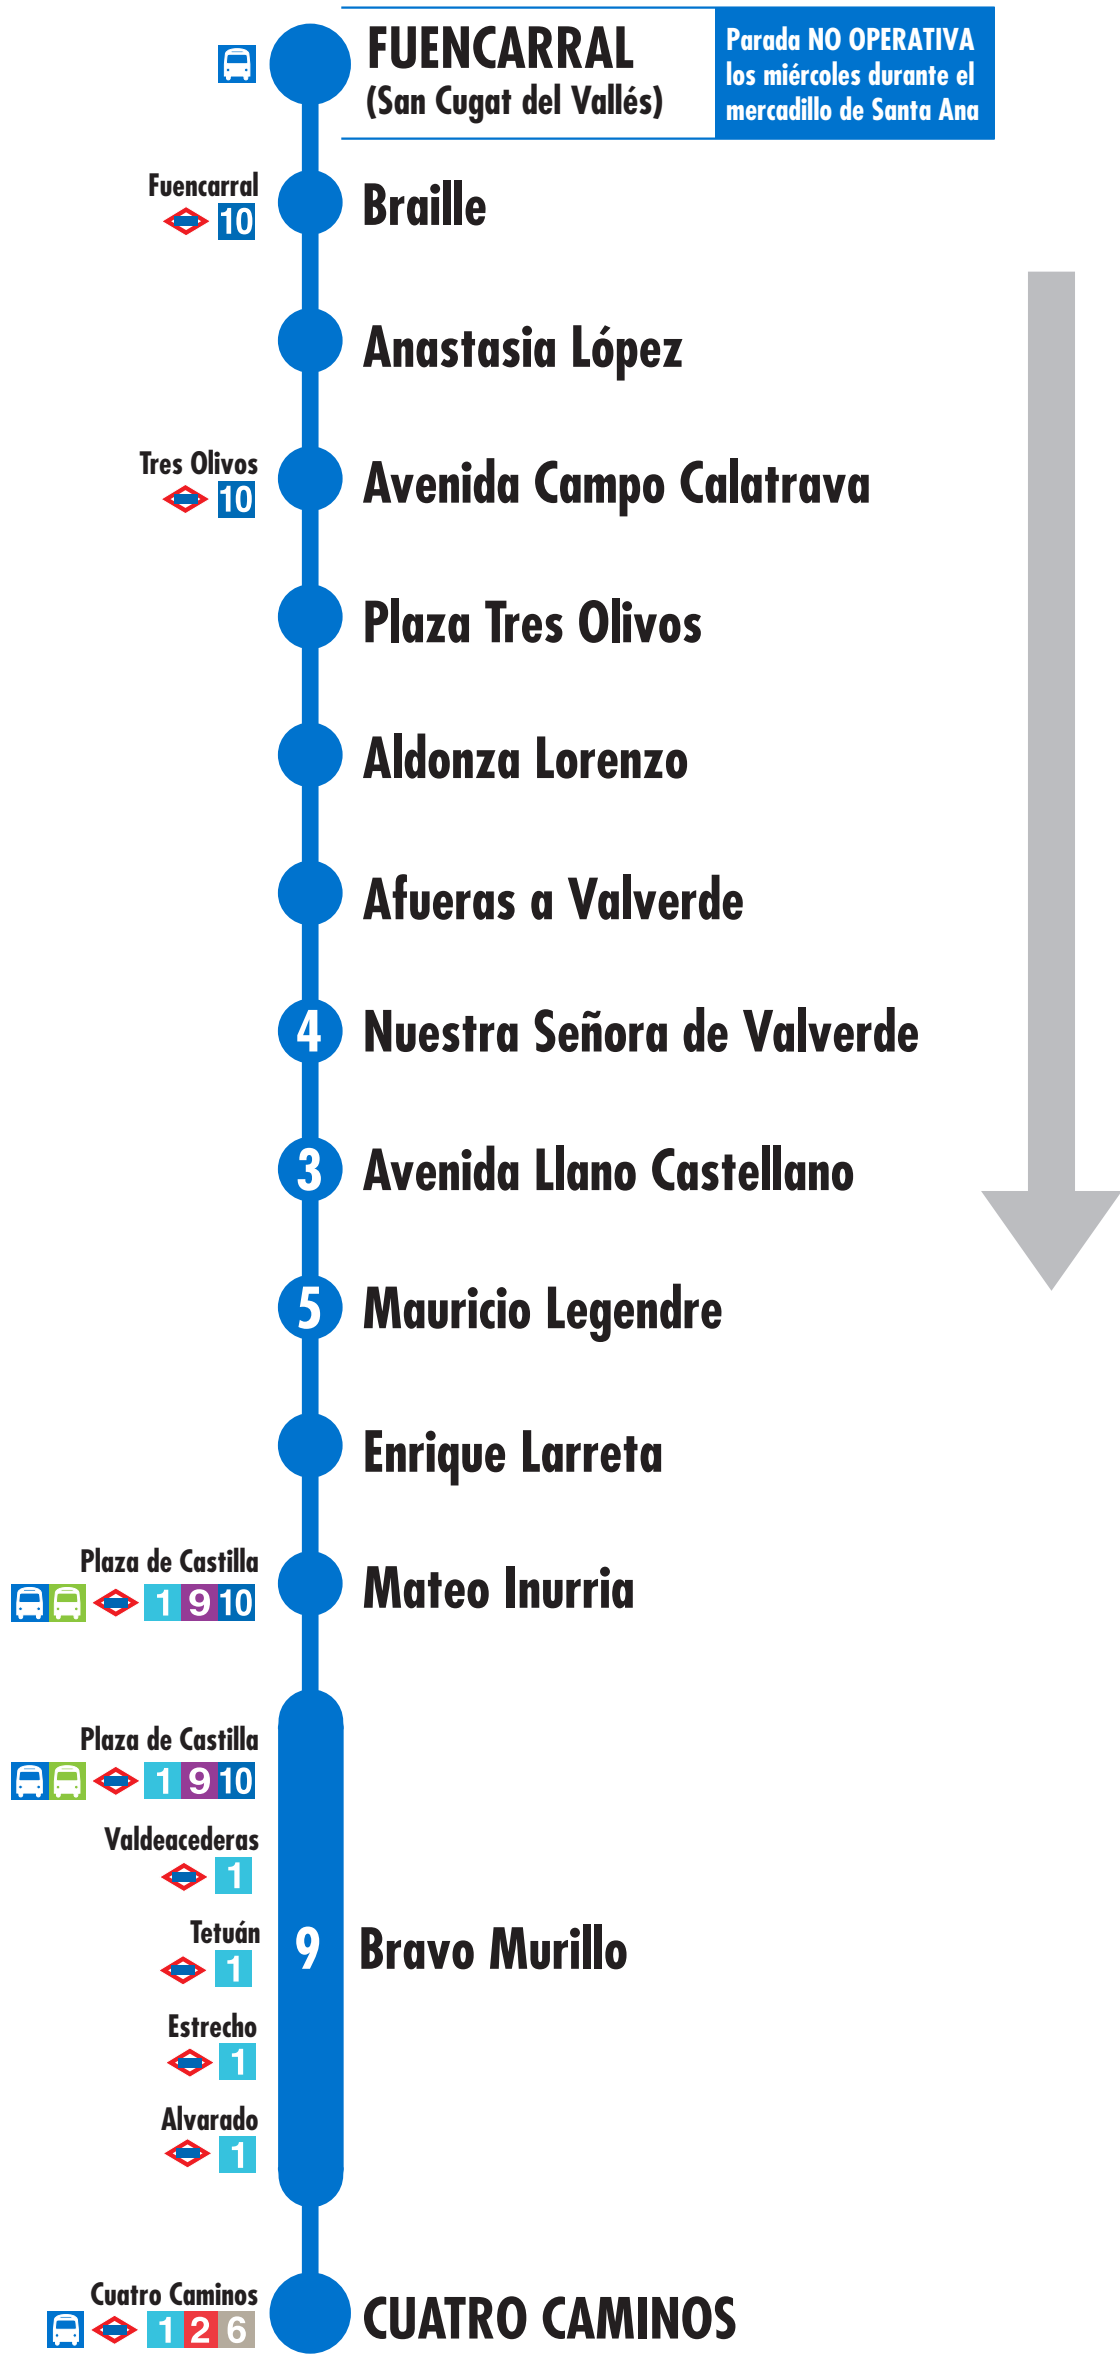 FUENCARRAL
(San Cugat del Vallés)
Parada NO OPERATIVA
los miércoles durante el
mercadillo de Santa Ana
Fuencarral
10
Braille
Anastasia López
Tres Olivos
10
Avenida Campo Calatrava
Plaza Tres Olivos
Aldonza Lorenzo
Afueras a Valverde
4 Nuestra Señora de Valverde
3 Avenida Llano Castellano
5 Mauricio Legendre
Enrique Larreta
Plaza de Castilla
1 9 10
Mateo Inurria
Plaza de Castilla
1 9 10
Valdeacederas
1
Tetuán
1
9 Bravo Murillo
Estrecho
1
Alvarado
1
Cuatro Caminos
1 2 6
CUATRO CAMINOS